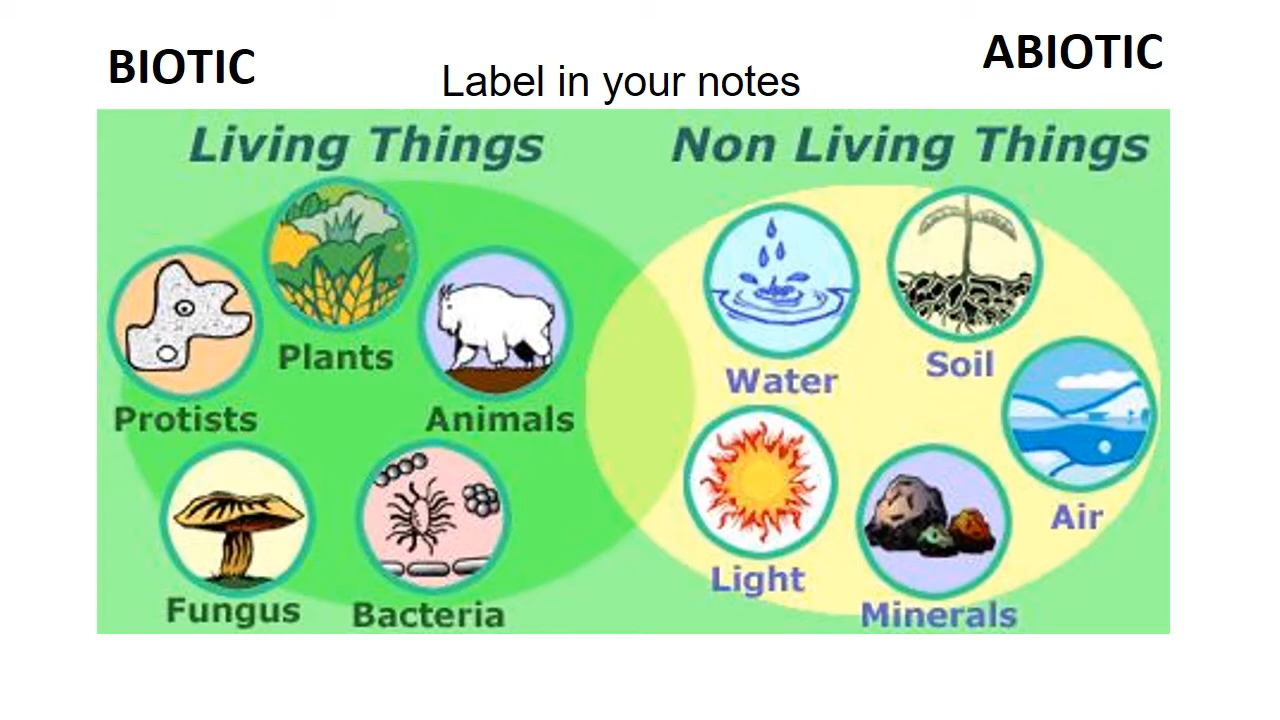 BIOTIC
ABIOTIC
Label in your notes
Living Things
Non Living Things
Plants
Protists
Animals
Fungus
Bacteria
Water
Soil
Light
Air
Minerals